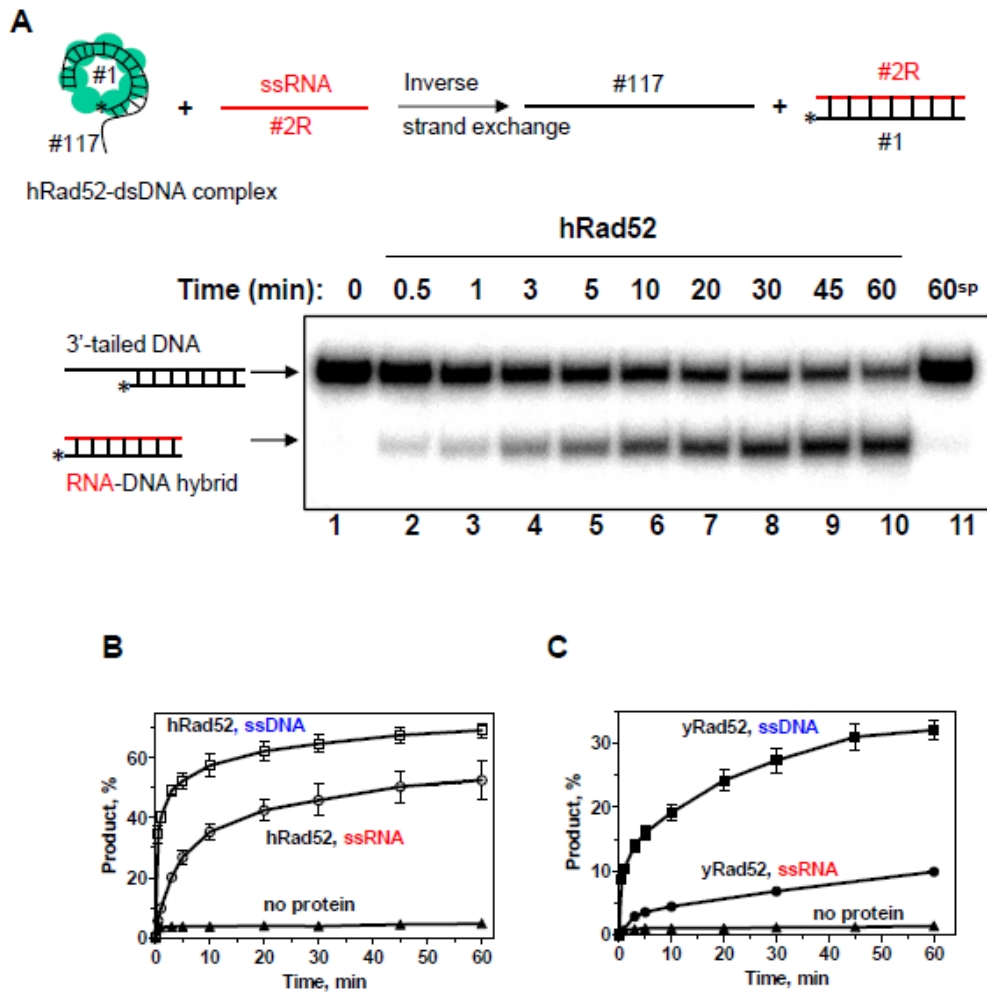 A
#1
*
#117
+
ssRNA
#2R
Inverse
strand exchange
#117
+
#2R
*
#1
hRad52-dsDNA complex
hRad52
Time (min): 0 0.5 1 3 5 10 20 30 45 60 60sp
3’-tailed DNA
*
*
RNA-DNA hybrid
1 2 3 4 5 6 7 8 9 10 11
B
Product, %
60
40
20
0
hRad52, ssDNA
hRad52, ssRNA
no protein
0 10 20 30 40 50 60
Time, min
C
Product, %
30
20
10
0
yRad52, ssDNA
yRad52, ssRNA
no protein
0 10 20 30 40 50 60
Time, min